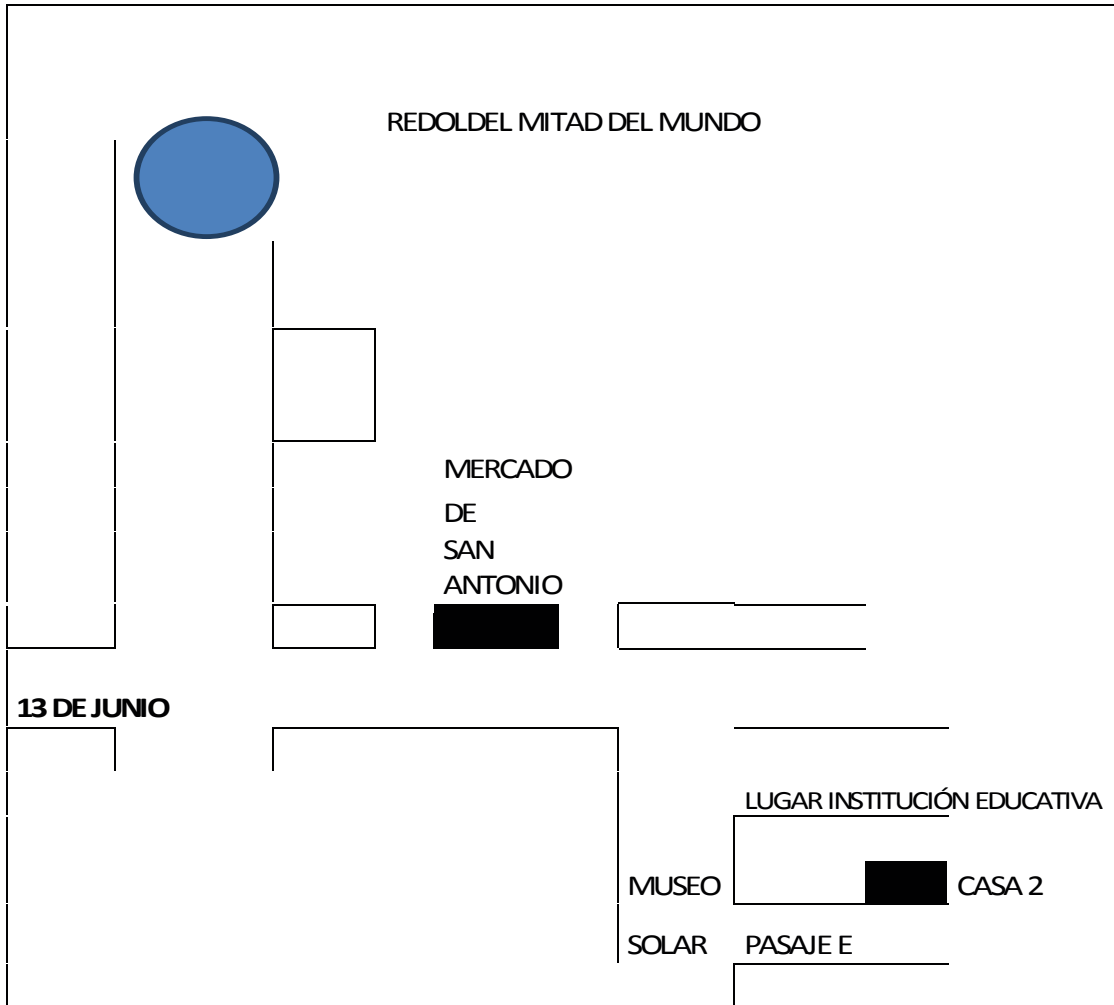 REDOLDEL MITAD DEL MUNDO
MERCADO
DE
SAN
ANTONIO
13 DE JUNIO
LUGAR INSTITUCIÓN EDUCATIVA
MUSEO
CASA 2
SOLAR
PASAJE E